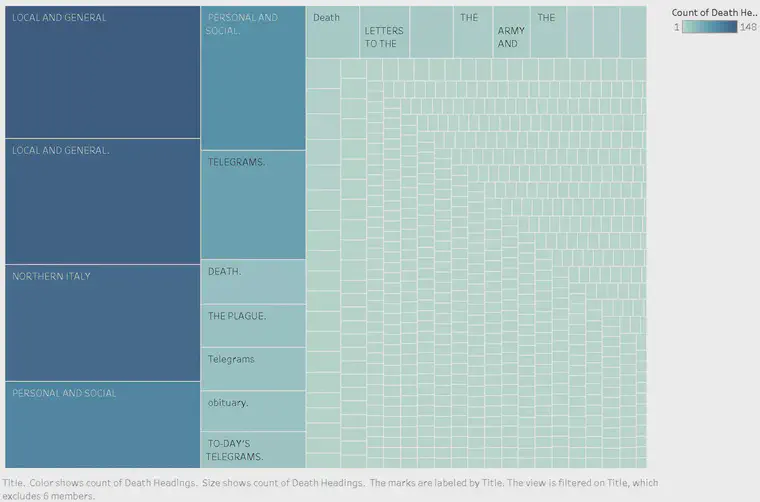 LOCAL AND GENERAL
LOCAL AND GENERAL.
NORTHERN ITALY
PERSONAL AND SOCIAL
PERSONAL AND
SOCIAL.
TELEGRAMS.
DEATH.
THE PLAGUE.
Telegrams
obituary.
TO-DAY'S
TELEGRAMS.
Death
LETTERS
TO THE
THE
ARMY
AND
THE
Count of Death He..
1
148
Title. Color shows count of Death Headings. Size shows count of Death Headings. The marks are labeled by Title. The view is filtered on Title, which
excludes 6 members.